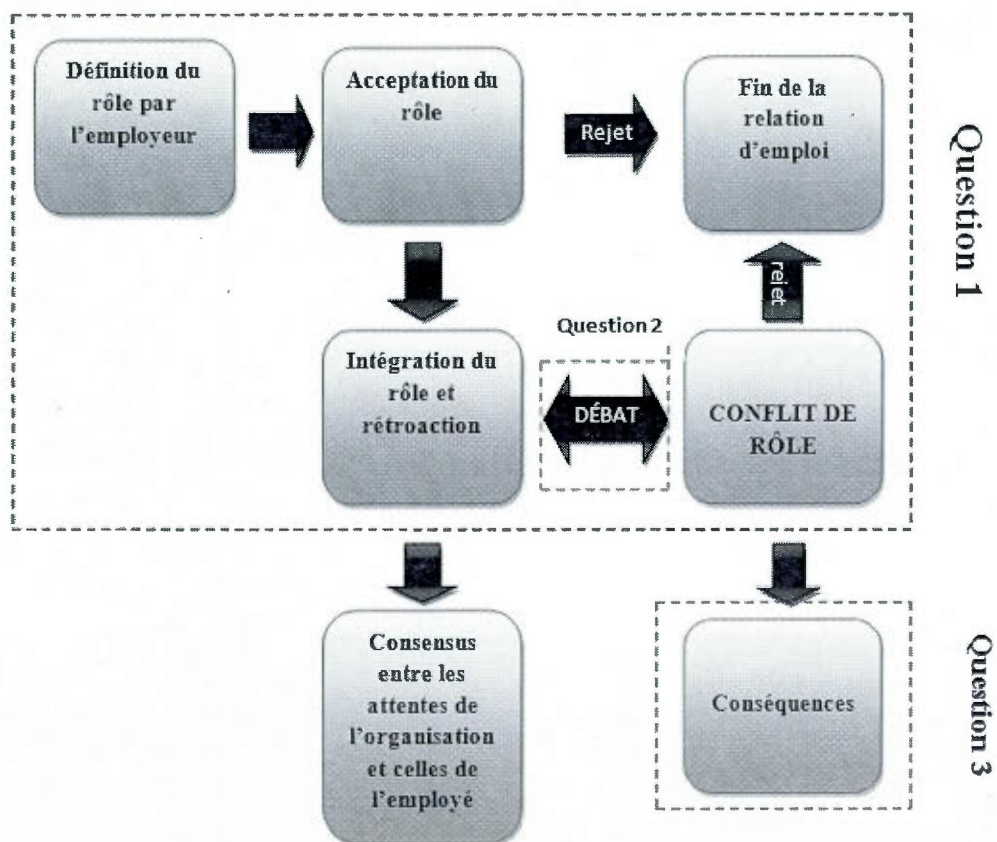 Définition du
rôle par
l'employeur
Acceptation du
rôle
Rejet
Fin de la
relation
d'emploi
Question 1
rejet
Question 2
Intégration du
rôle et
rétroaction
DÉBAT
CONFLIT DE
RÔLE
Consensus
entre les
attentes de
l'organisation
et celles de
l'employé
Conséquences
Question 3